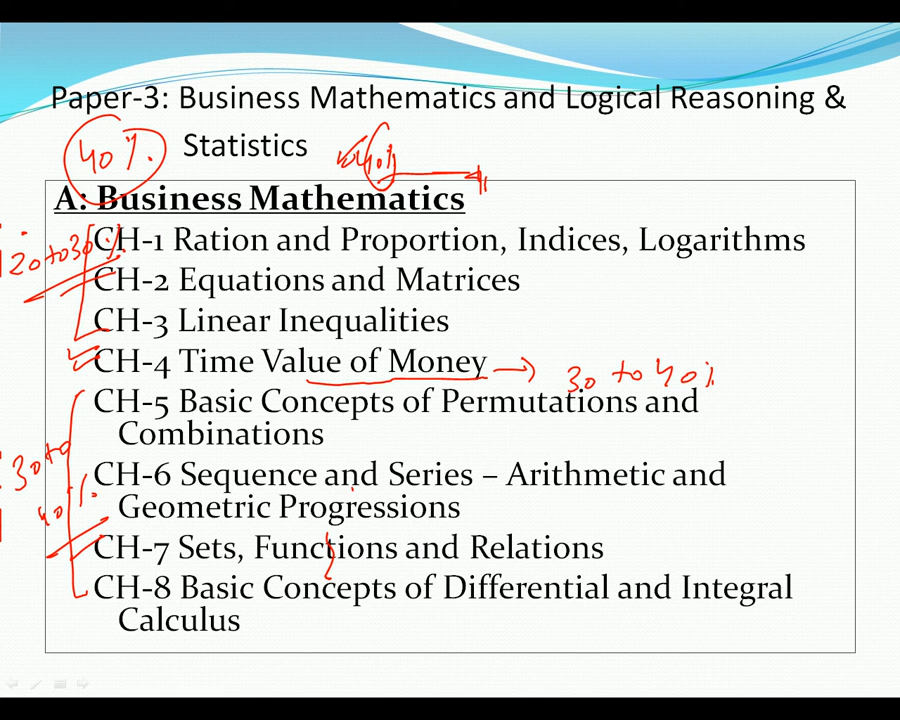 Paper-3: Business Mathematics and Logical Reasoning &
Statistics
40%.
40%
A: Business Mathematics
20 to 30%
CH-1 Ration and Proportion, Indices, Logarithms
CH-2 Equations and Matrices
CH-3 Linear Inequalities
CH-4 Time Value of Money → 30 to 40%
CH-5 Basic Concepts of Permutations and
Combinations
30 to
40%.
CH-6 Sequence and Series – Arithmetic and
Geometric Progressions
CH-7 Sets, Functions and Relations
CH-8 Basic Concepts of Differential and Integral
Calculus